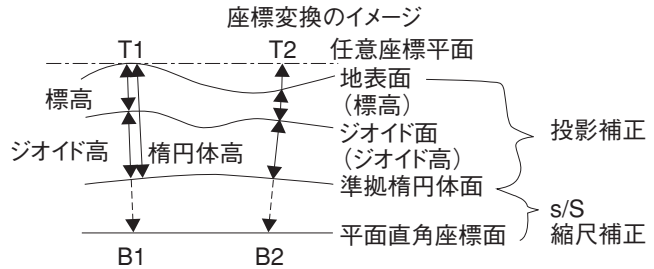 座標変換のイメージ
T1
T2
任意座標平面
標高
地表面
(標高)
ジオイド面
(ジオイド高)
投影補正
ジオイド高
楕円体高
準拠楕円体面
s/S
縮尺補正
平面直角座標面
B1
B2